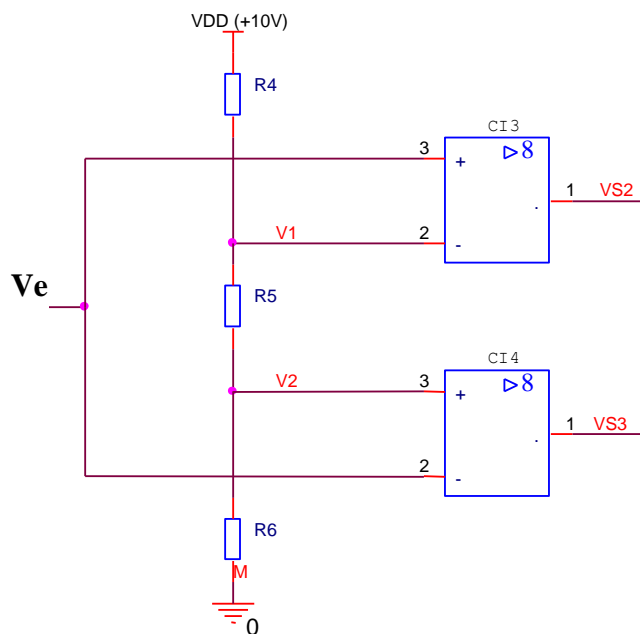 VDD (+10V)
R4
CI3
3
+
▷8
1
VS2
V1
2
-
Ve
R5
CI4
V2
3
+
▷8
1
VS3
2
-
R6
M
0